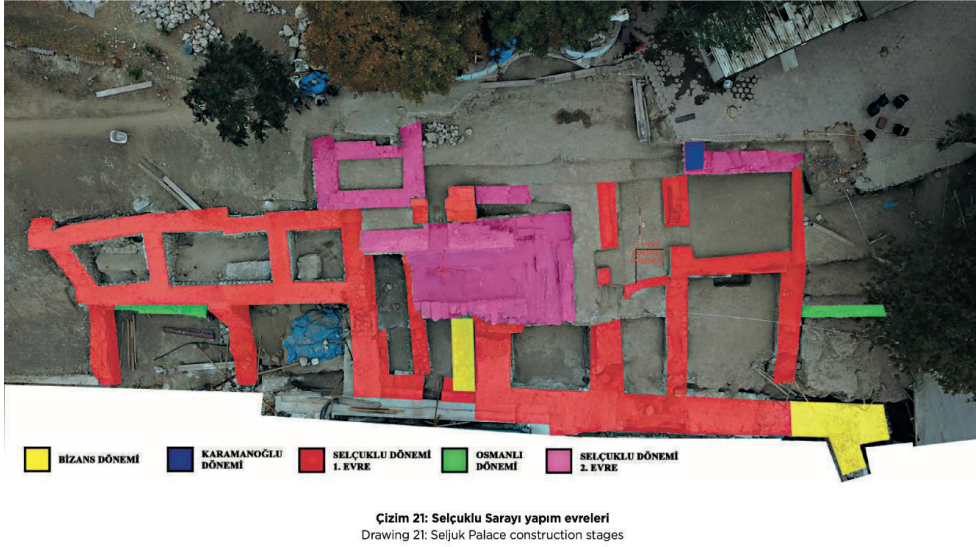 BİZANS DÖNEMİ
KARAMANOĞLU
DÖNEMİ
SELÇUKLU DÖNEMİ
1. EVRE
OSMANLI
DÖNEMİ
SELÇUKLU DÖNEMİ
2. EVRE
Çizim 21: Selçuklu Sarayı yapım evreleri
Drawing 21: Seljuk Palace construction stages